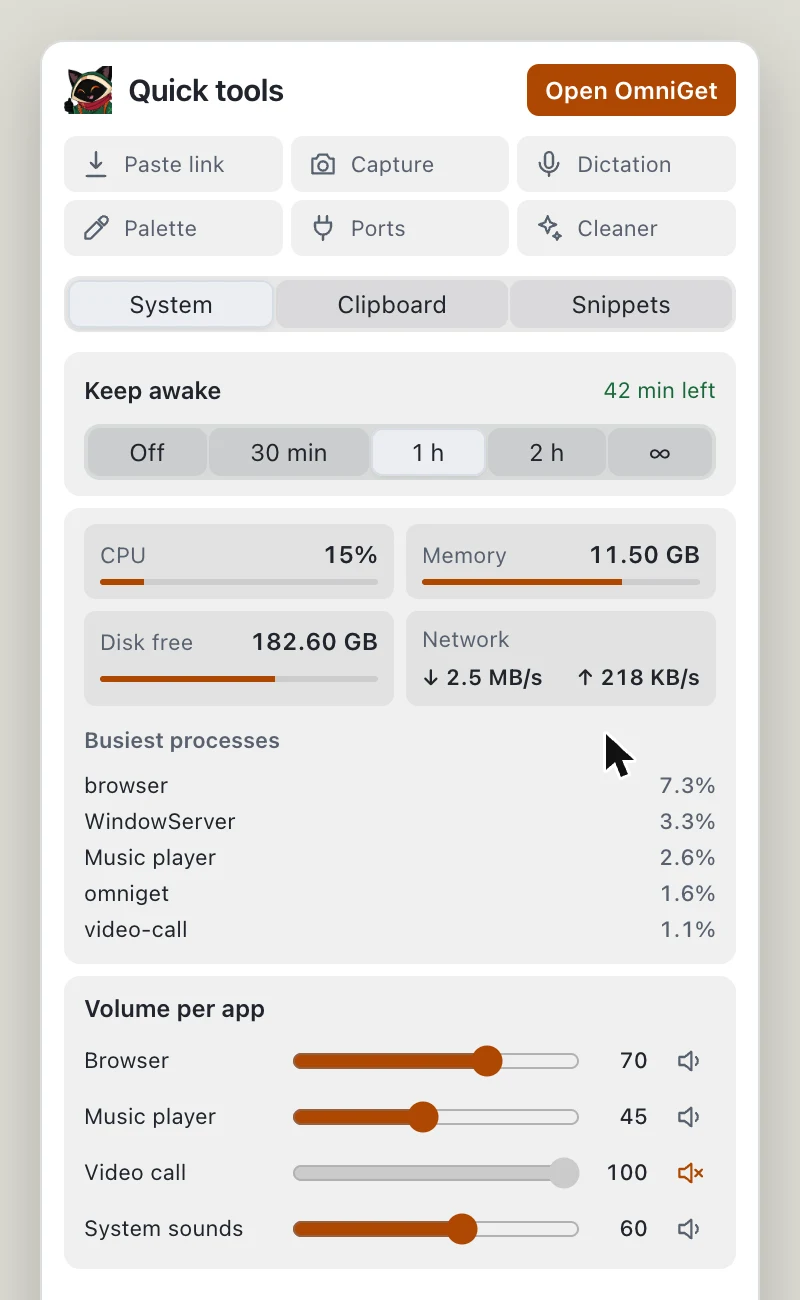 Quick tools
Open OmniGet
Paste link
Capture
Dictation
Palette
Ports
Cleaner
System
Clipboard
Snippets
Keep awake
42 min left
Off
30 min
1 h
2 h
∞
CPU
15%
Memory
11.50 GB
Disk free
182.60 GB
Network
↓ 2.5 MB/s
↑ 218 KB/s
Busiest processes
browser 7.3%
WindowServer 3.3%
Music player 2.6%
omniget 1.6%
video-call 1.1%
Volume per app
Browser 70
Music player 45
Video call 100
System sounds 60